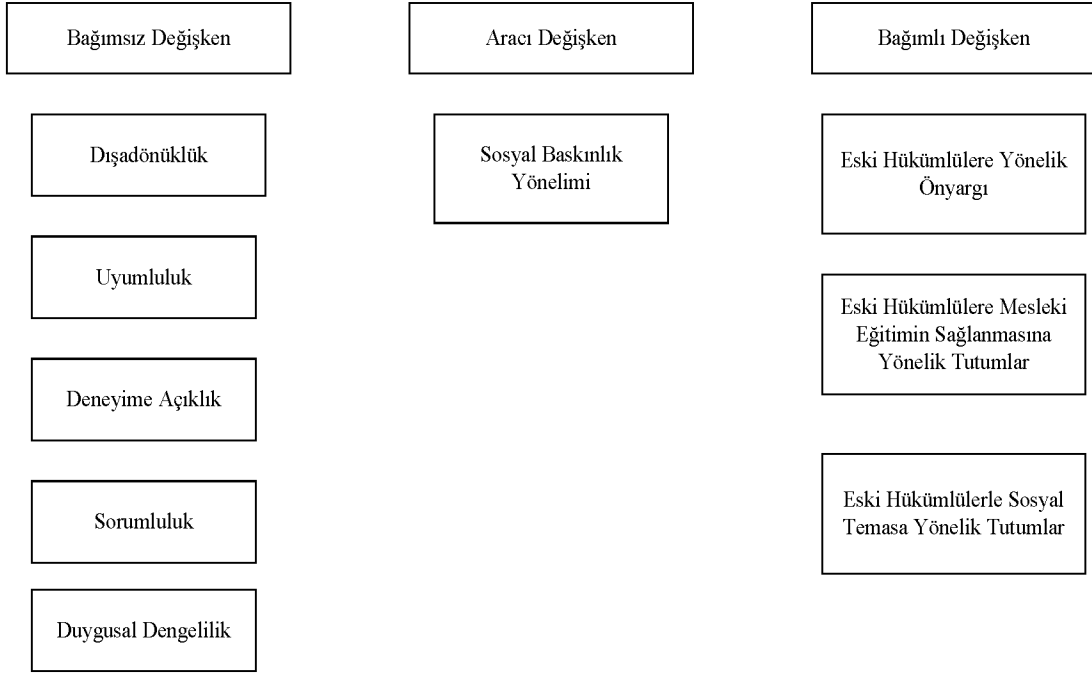 Bağımsız Değişken
Aracı Değişken
Bağımlı Değişken
Dışadönüklük
Uyumluluk
Deneyime Açıklık
Sorumluluk
Duygusal Dengelilik
Sosyal Baskınlık
Yönelimi
Eski Hükümlülere Yönelik
Önyargı
Eski Hükümlülere Mesleki
Eğitimin Sağlanmasına
Yönelik Tutumlar
Eski Hükümlülerle Sosyal
Temasa Yönelik Tutumlar